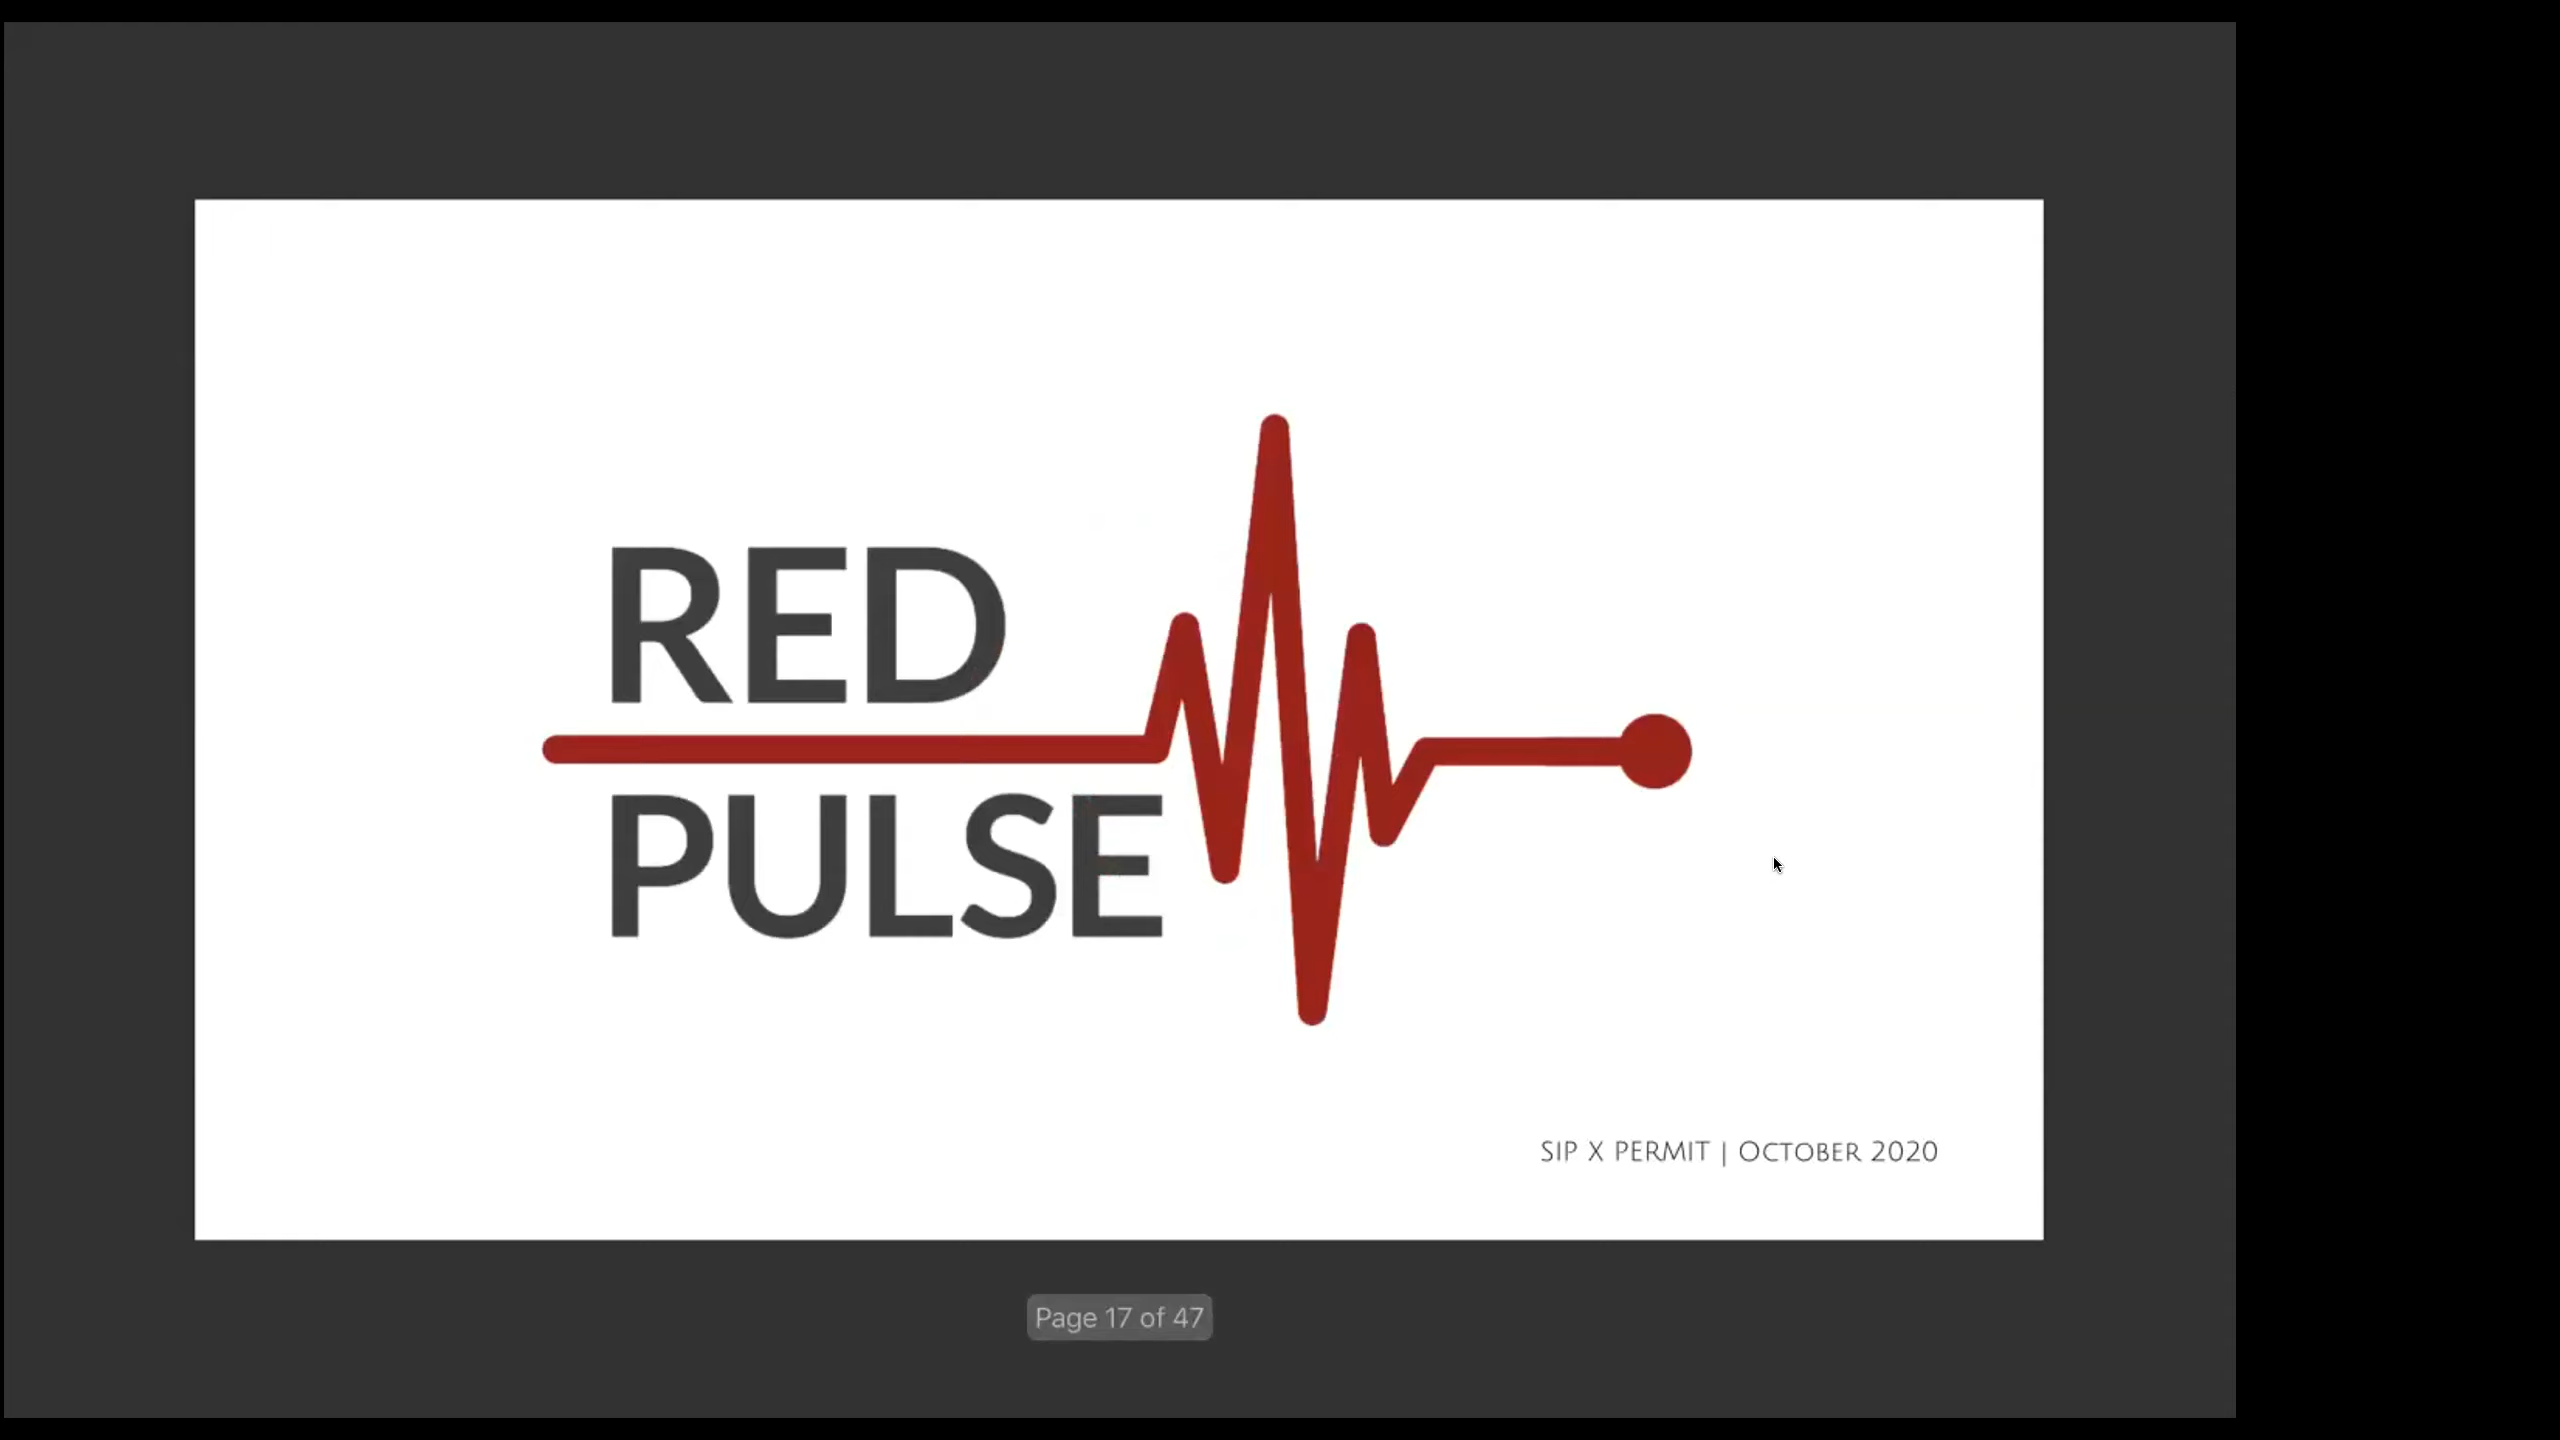 RED
PULSE
SIP X PERMIT | OCTOBER 2020
Page 17 of 47